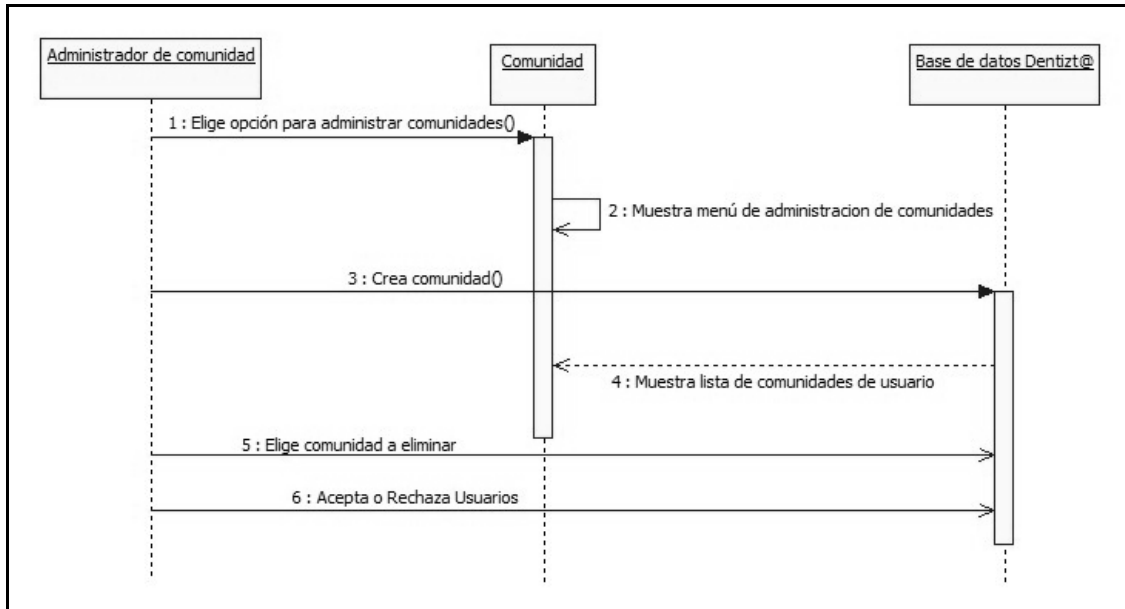 Administrador de comunidad
Comunidad
Base de datos Dentizt@
1 : Elige opción para administrar comunidades()
2 : Muestra menú de administracion de comunidades
3 : Crea comunidad()
4 : Muestra lista de comunidades de usuario
5 : Elige comunidad a eliminar
6 : Acepta o Rechaza Usuarios